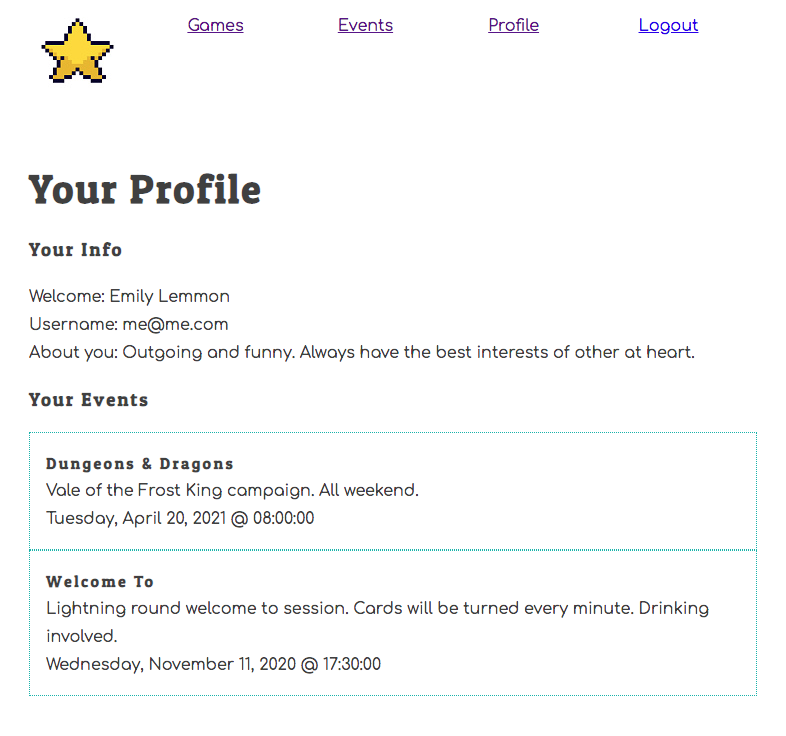 Games Events Profile Logout
Your Profile
Your Info
Welcome: Emily Lemmon
Username: me@me.com
About you: Outgoing and funny. Always have the best interests of other at heart.
Your Events
Dungeons & Dragons
Vale of the Frost King campaign. All weekend.
Tuesday, April 20, 2021 @ 08:00:00
Welcome To
Lightning round welcome to session. Cards will be turned every minute. Drinking
involved.
Wednesday, November 11, 2020 @ 17:30:00